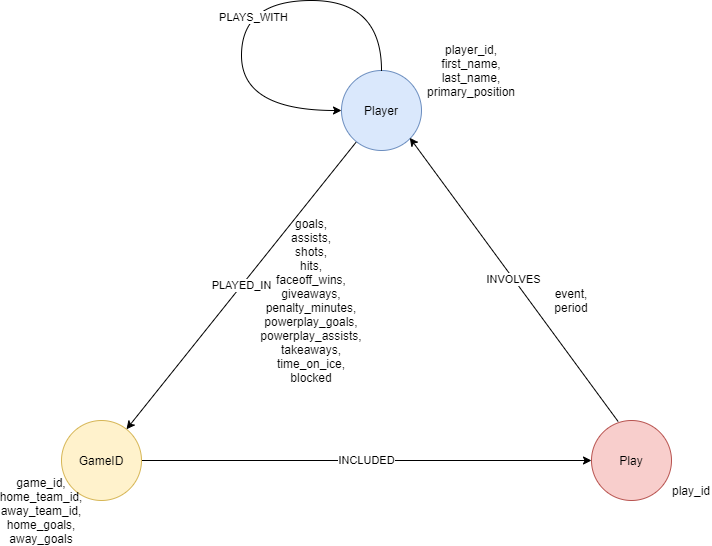 PLAYS_WITH
player_id,
first_name,
last_name,
primary_position
Player
goals,
assists,
shots,
hits,
faceoff_wins,
giveaways,
penalty_minutes,
powerplay_goals,
powerplay_assists,
takeaways,
time_on_ice,
blocked
PLAYED_IN
INVOLVES
event,
period
GameID
INCLUDED
Play
game_id,
home_team_id,
away_team_id,
home_goals,
away_goals
play_id